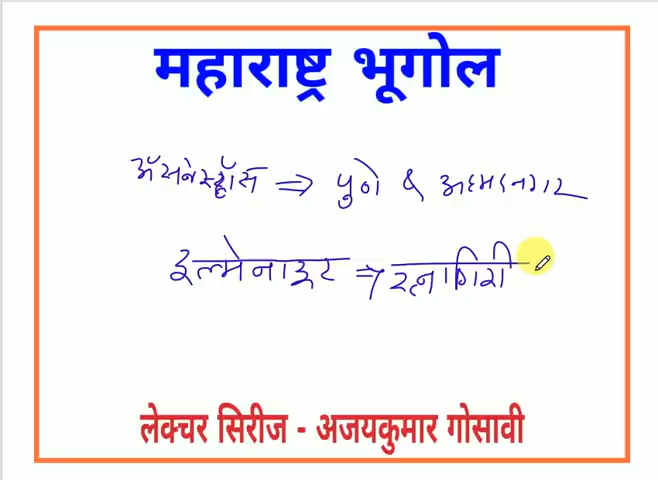 महाराष्ट्र भूगोल
ॲसबेस्टॉस ⇒ पुणे & अहमदनगर
इल्मेनाइट ⇒ रत्नागिरी
लेक्चर सिरीज - अजयकुमार गोसावी